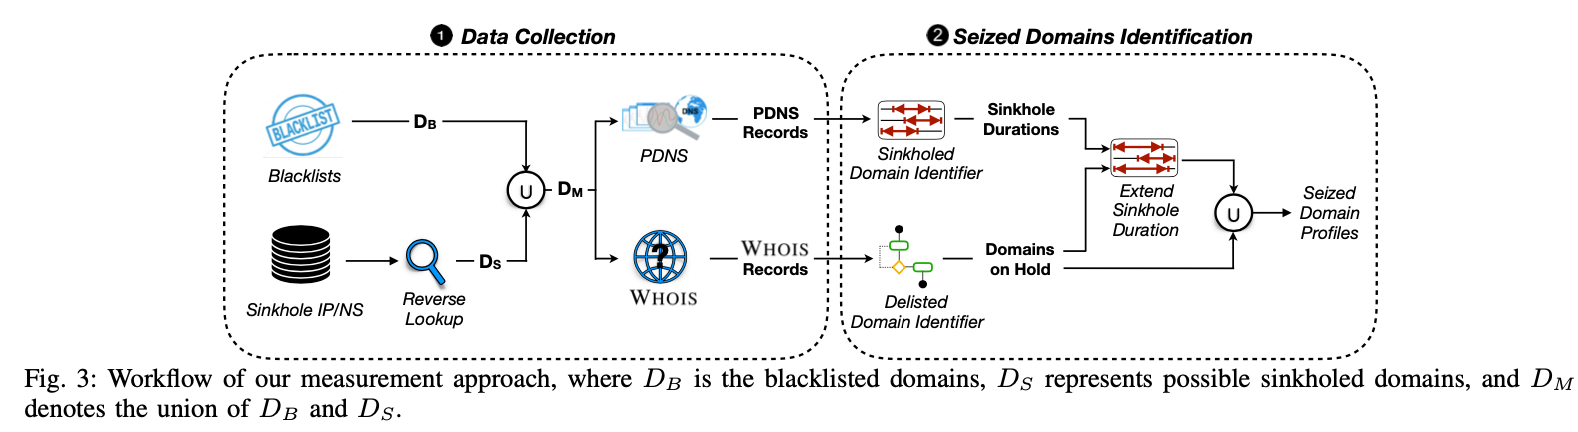 ❶ Data Collection
❷ Seized Domains Identification
BLACKLIST
Blacklists
D_B
Sinkhole IP/NS
Reverse
Lookup
D_S
∪
D_M
DNS
PDNS
?
WHOIS
PDNS
Records
WHOIS
Records
Sinkholed
Domain Identifier
Delisted
Domain Identifier
Sinkhole
Durations
Domains
on Hold
Extend
Sinkhole
Duration
∪
Seized
Domain
Profiles
Fig. 3: Workflow of our measurement approach, where D_B is the blacklisted domains, D_S represents possible sinkholed domains, and D_M
denotes the union of D_B and D_S.